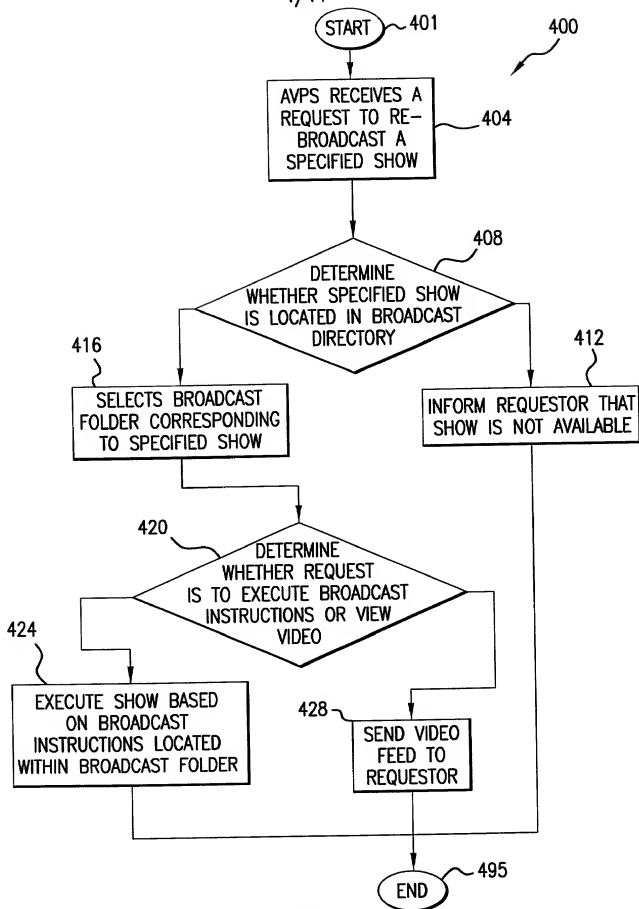 START
401
400
AVPS RECEIVES A
REQUEST TO RE-
BROADCAST A
SPECIFIED SHOW
404
408
DETERMINE
WHETHER SPECIFIED SHOW
IS LOCATED IN BROADCAST
DIRECTORY
416
SELECTS BROADCAST
FOLDER CORRESPONDING
TO SPECIFIED SHOW
412
INFORM REQUESTOR THAT
SHOW IS NOT AVAILABLE
420
DETERMINE
WHETHER REQUEST
IS TO EXECUTE BROADCAST
INSTRUCTIONS OR VIEW
VIDEO
424
EXECUTE SHOW BASED
ON BROADCAST
INSTRUCTIONS LOCATED
WITHIN BROADCAST FOLDER
428
SEND VIDEO
FEED TO
REQUESTOR
END
495